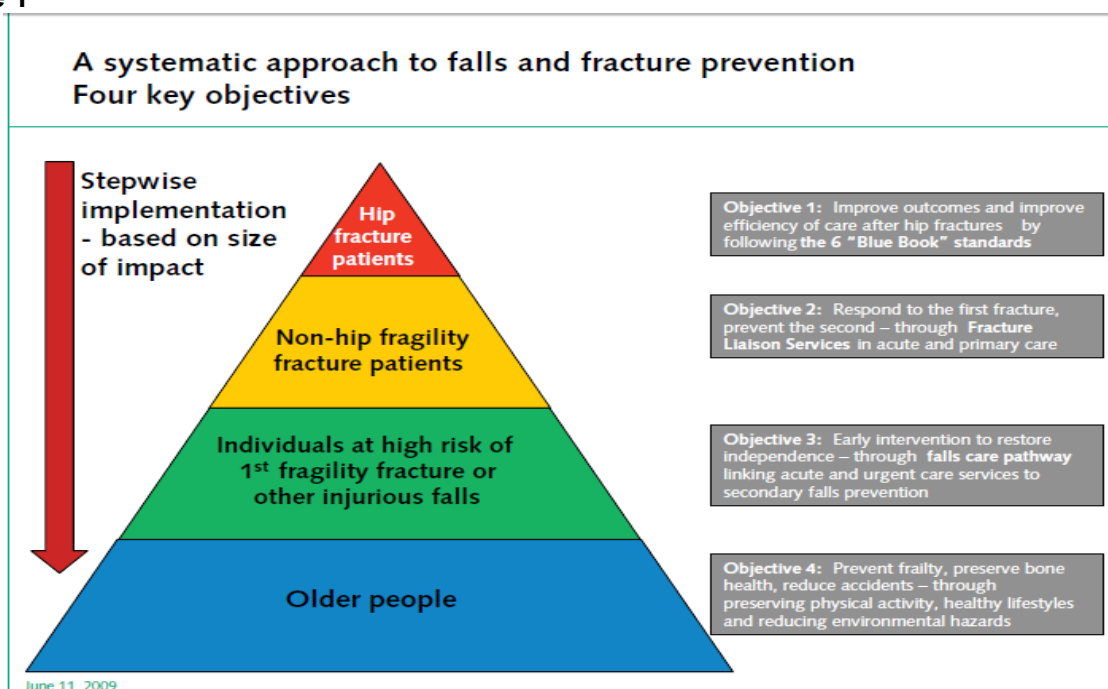 A systematic approach to falls and fracture prevention
Four key objectives
Stepwise
implementation
- based on size
of impact
Hip
fracture
patients
Objective 1: Improve outcomes and improve
efficiency of care after hip fractures by
following the 6 “Blue Book” standards
Non-hip fragility
fracture patients
Objective 2: Respond to the first fracture,
prevent the second – through Fracture
Liaison Services in acute and primary care
Individuals at high risk of
1st fragility fracture or
other injurious falls
Objective 3: Early intervention to restore
independence – through falls care pathway
linking acute and urgent care services to
secondary falls prevention
Older people
Objective 4: Prevent frailty, preserve bone
health, reduce accidents – through
preserving physical activity, healthy lifestyles
and reducing environmental hazards
June 11, 2009